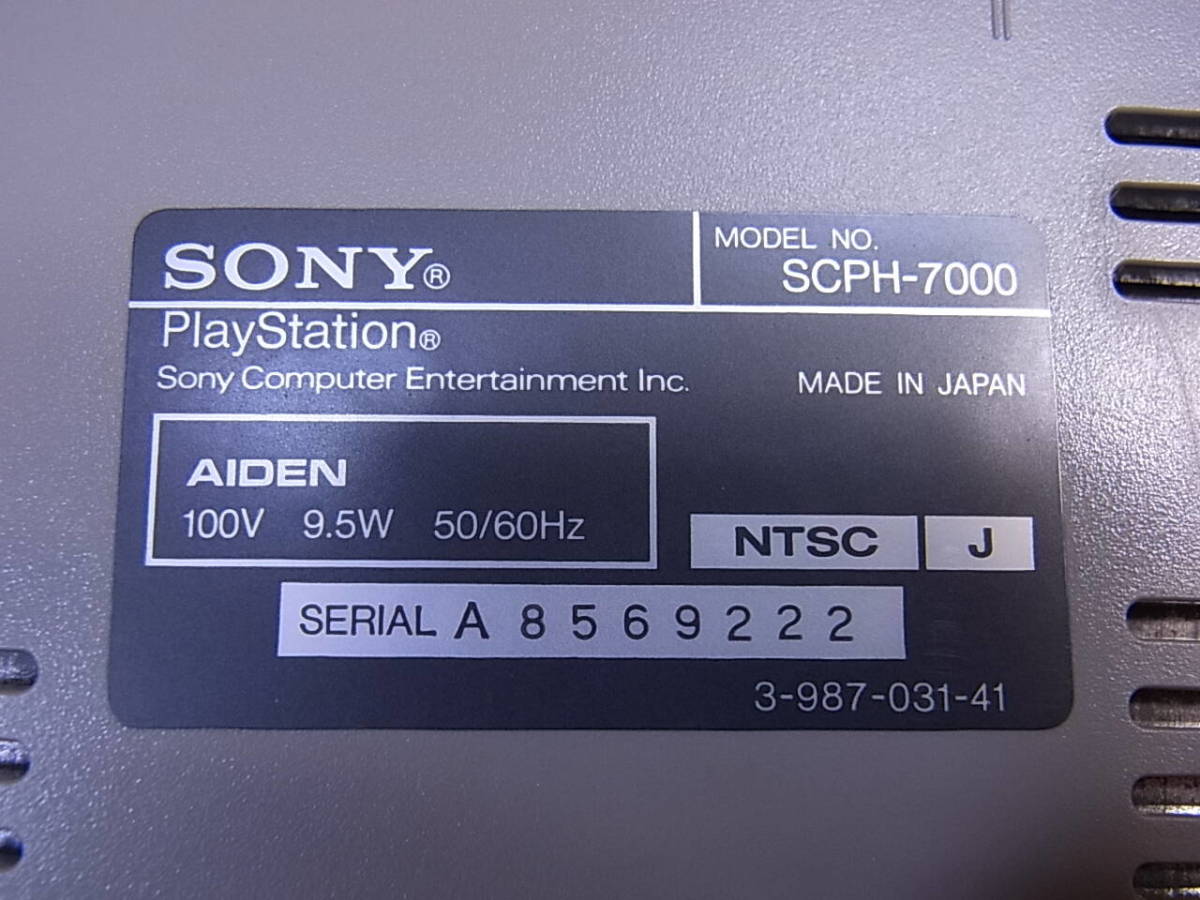 SONY®
MODEL NO.
SCPH-7000
PlayStation®
Sony Computer Entertainment Inc.
MADE IN JAPAN
AIDEN
100V 9.5W 50/60Hz
NTSC J
SERIAL A 8569222
3-987-031-41